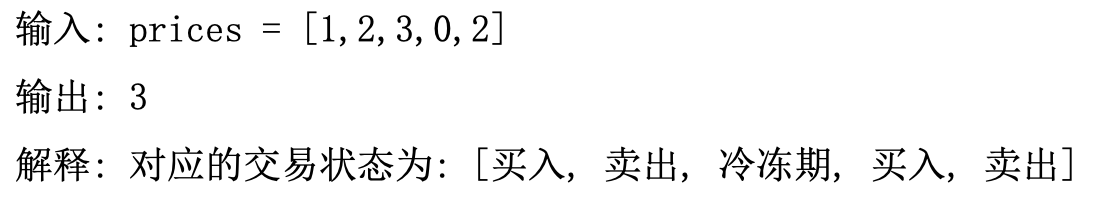 输入: prices = [1,2,3,0,2]
输出: 3
解释: 对应的交易状态为: [买入, 卖出, 冷冻期, 买入, 卖出]